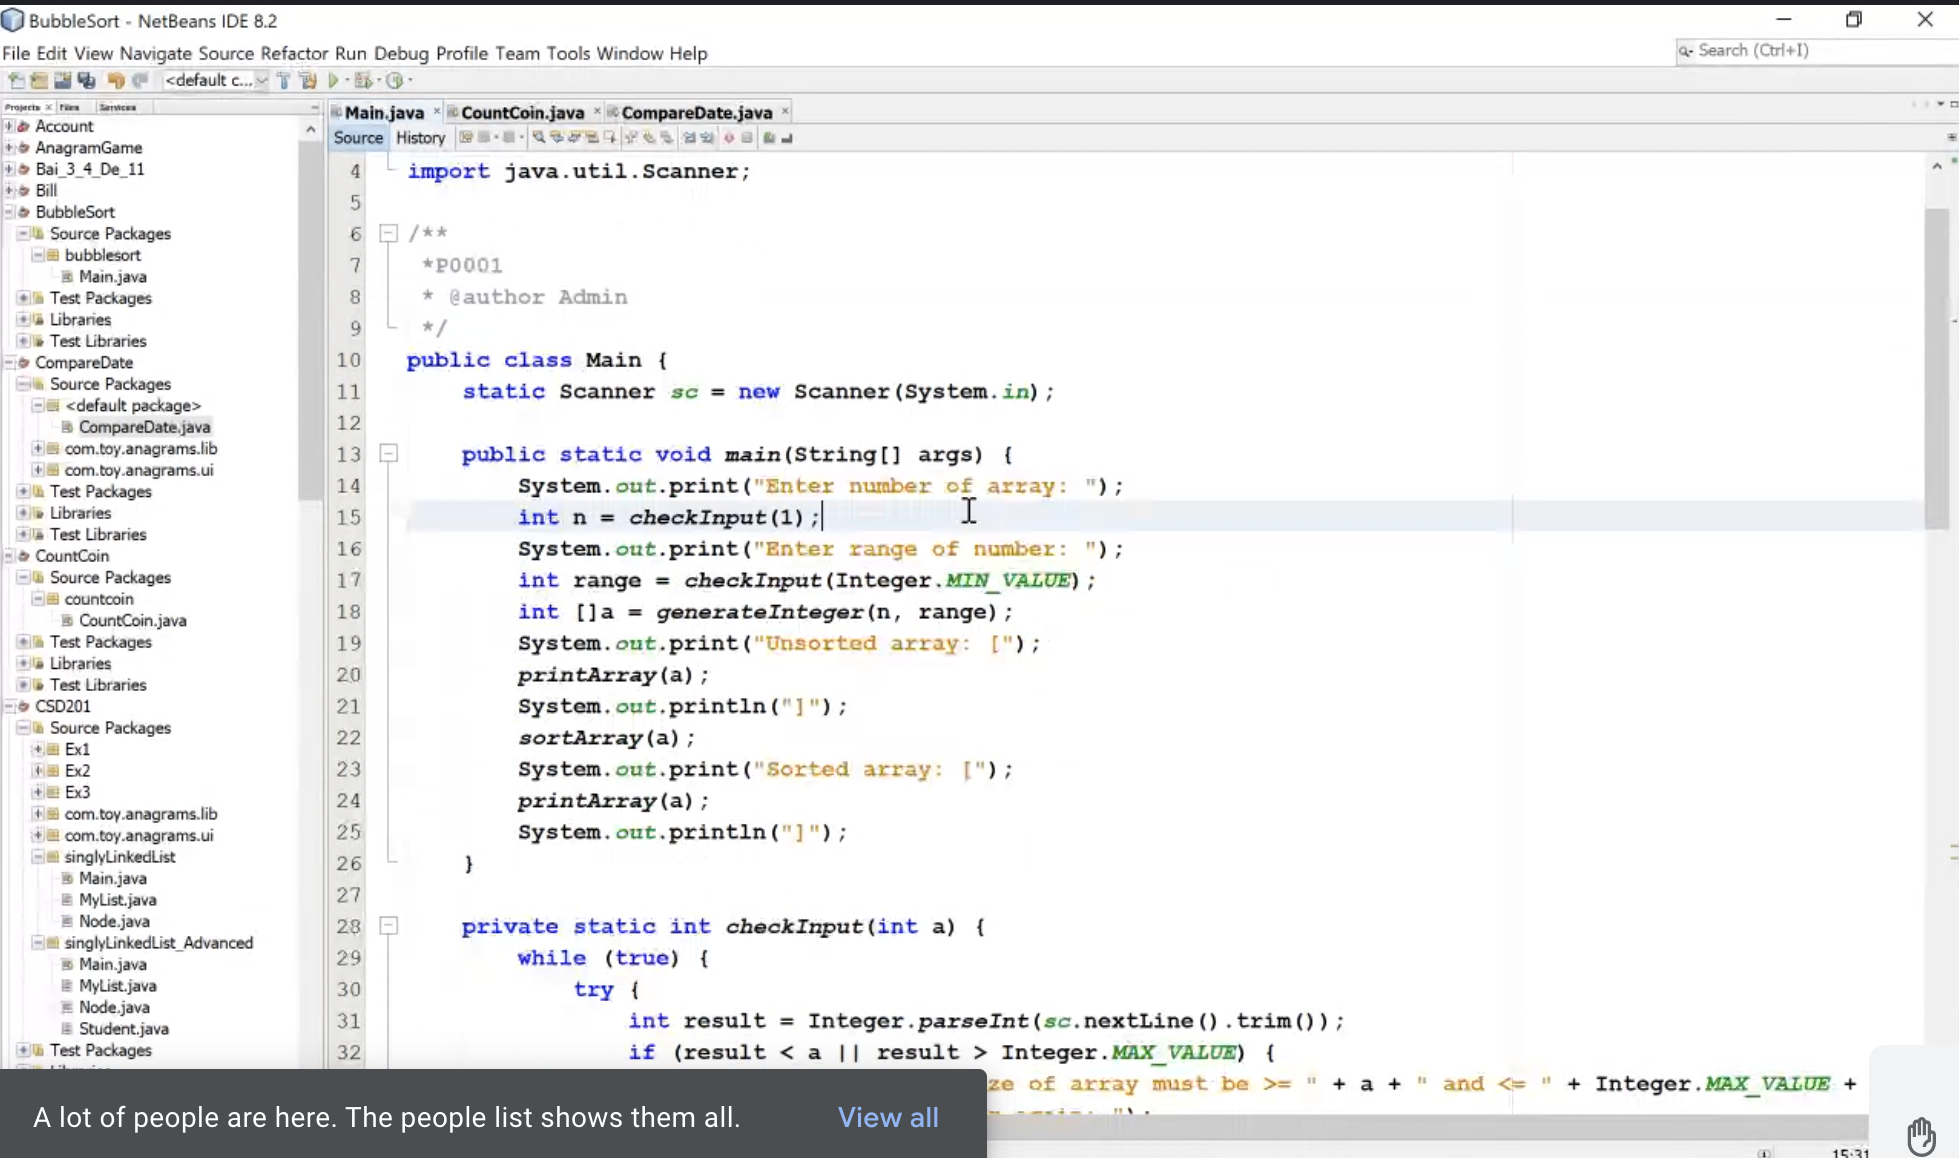 BubbleSort - NetBeans IDE 8.2
File Edit View Navigate Source Refactor Run Debug Profile Team Tools Window Help
Search (Ctrl+I)
<default c...
Projects Files Services
Account
AnagramGame
Bai_3_4_De_11
Bill
BubbleSort
Source Packages
bubblesort
Main.java
Test Packages
Libraries
Test Libraries
CompareDate
Source Packages
<default package>
CompareDate.java
com.toy.anagrams.lib
com.toy.anagrams.ui
Test Packages
Libraries
Test Libraries
CountCoin
Source Packages
countcoin
CountCoin.java
Test Packages
Libraries
Test Libraries
CSD201
Source Packages
Ex1
Ex2
Ex3
com.toy.anagrams.lib
com.toy.anagrams.ui
singlyLinkedList
Main.java
MyList.java
Node.java
singlyLinkedList_Advanced
Main.java
MyList.java
Node.java
Student.java
Test Packages
Main.java CountCoin.java CompareDate.java
Source History
4 import java.util.Scanner;
5
6 /**
7 *P0001
8 * @author Admin
9 */
10 public class Main {
11 static Scanner sc = new Scanner(System.in);
12
13 public static void main(String[] args) {
14 System.out.print("Enter number of array: ");
15 int n = checkInput(1);
16 System.out.print("Enter range of number: ");
17 int range = checkInput(Integer.MIN_VALUE);
18 int []a = generateInteger(n, range);
19 System.out.print("Unsorted array: [");
20 printArray(a);
21 System.out.println("]");
22 sortArray(a);
23 System.out.print("Sorted array: [");
24 printArray(a);
25 System.out.println("]");
26 }
27
28 private static int checkInput(int a) {
29 while (true) {
30 try {
31 int result = Integer.parseInt(sc.nextLine().trim());
32 if (result < a || result > Integer.MAX_VALUE) {
ze of array must be >= " + a + " and <= " + Integer.MAX_VALUE +
A lot of people are here. The people list shows them all. View all
15:31